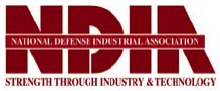 NDIA
NATIONAL DEFENSE INDUSTRIAL ASSOCIATION
STRENGTH THROUGH INDUSTRY & TECHNOLOGY